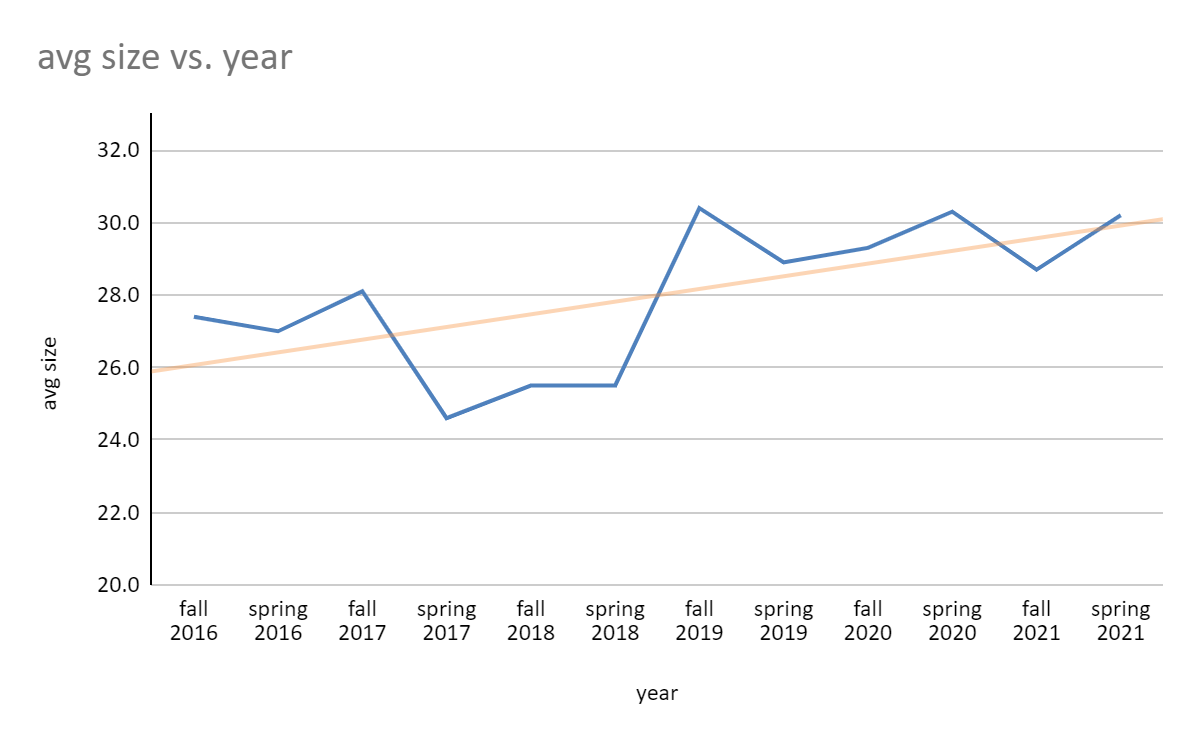 avg size vs. year
32.0
30.0
28.0
26.0
24.0
22.0
20.0
avg size
fall 2016
spring 2016
fall 2017
spring 2017
fall 2018
spring 2018
fall 2019
spring 2019
fall 2020
spring 2020
fall 2021
spring 2021
year